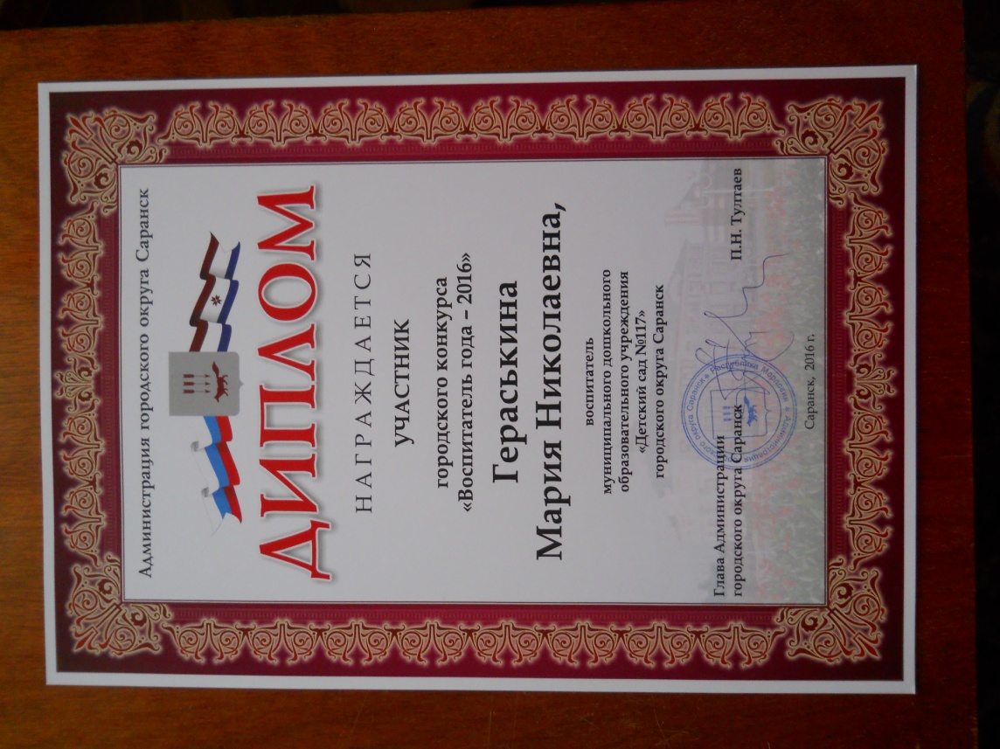 Администрация городского округа Саранск
ДИПЛОМ
НАГРАЖДАЕТСЯ
УЧАСТНИК
городского конкурса
«Воспитатель года – 2016»
Гераськина
Мария Николаевна,
воспитатель
муниципального дошкольного
образовательного учреждения
«Детский сад №117»
городского округа Саранск
Глава Администрации
городского округа Саранск
П.Н. Тултаев
Саранск, 2016 г.